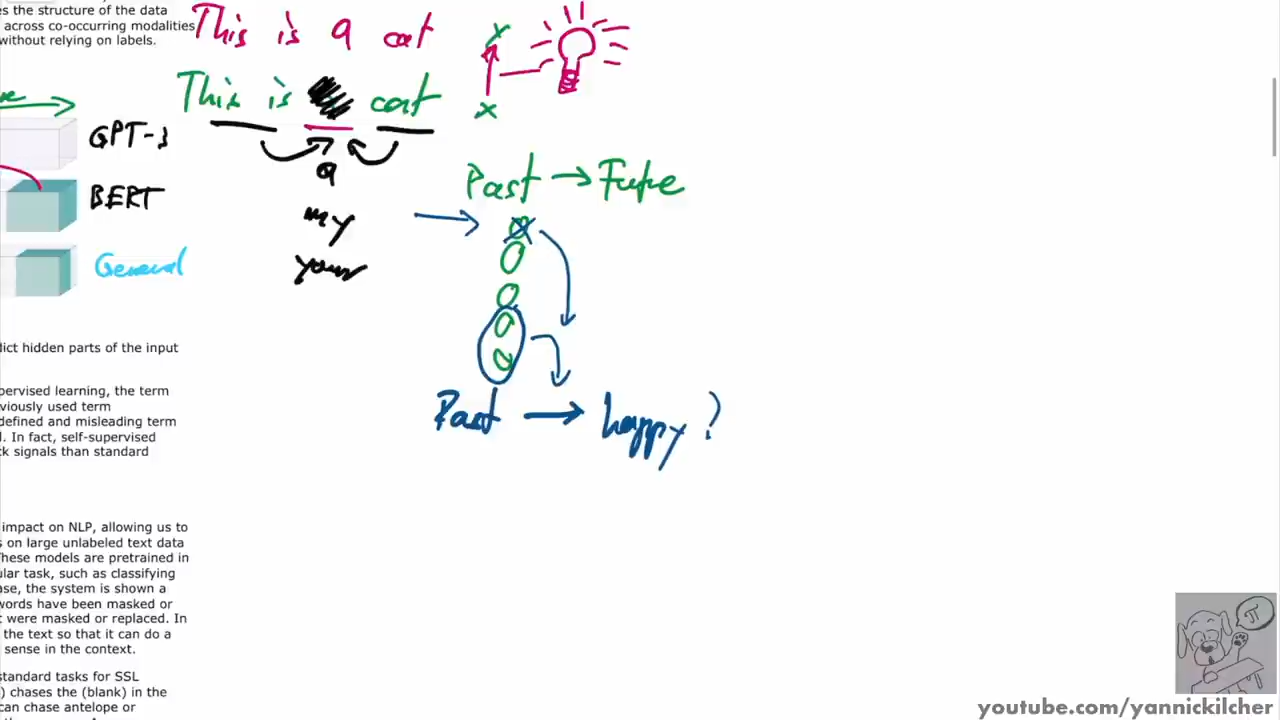 es the structure of the data
across co-occurring modalities
without relying on labels.
This is a cat
This is cat
x
x
GPT-3
a
BERT
my
General
your
Past → Future
Past → happy ?
dict hidden parts of the input
pervised learning, the term
viously used term
defined and misleading term
l. In fact, self-supervised
ck signals than standard
impact on NLP, allowing us to
s on large unlabeled text data
These models are pretrained in
ular task, such as classifying
ase, the system is shown a
words have been masked or
t were masked or replaced. In
the text so that it can do a
sense in the context.
standard tasks for SSL
) chases the (blank) in the
can chase antelope or
π
youtube.com/yannickilcher